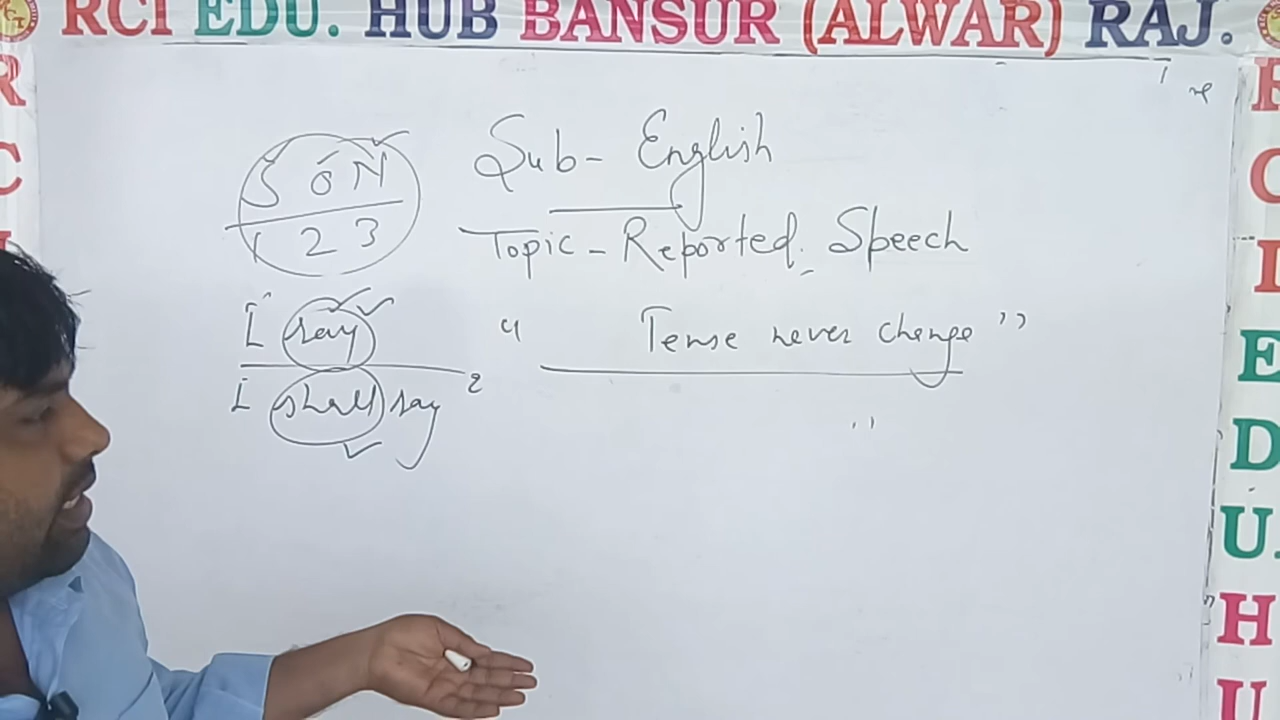 RCI EDU. HUB BANSUR (ALWAR) RAJ.
S O N
1 2 3
Sub- English
Topic - Reported Speech
I say
I shall say
" Tense never change "
R
C
I
R
C
I
E
D
U.
H
U